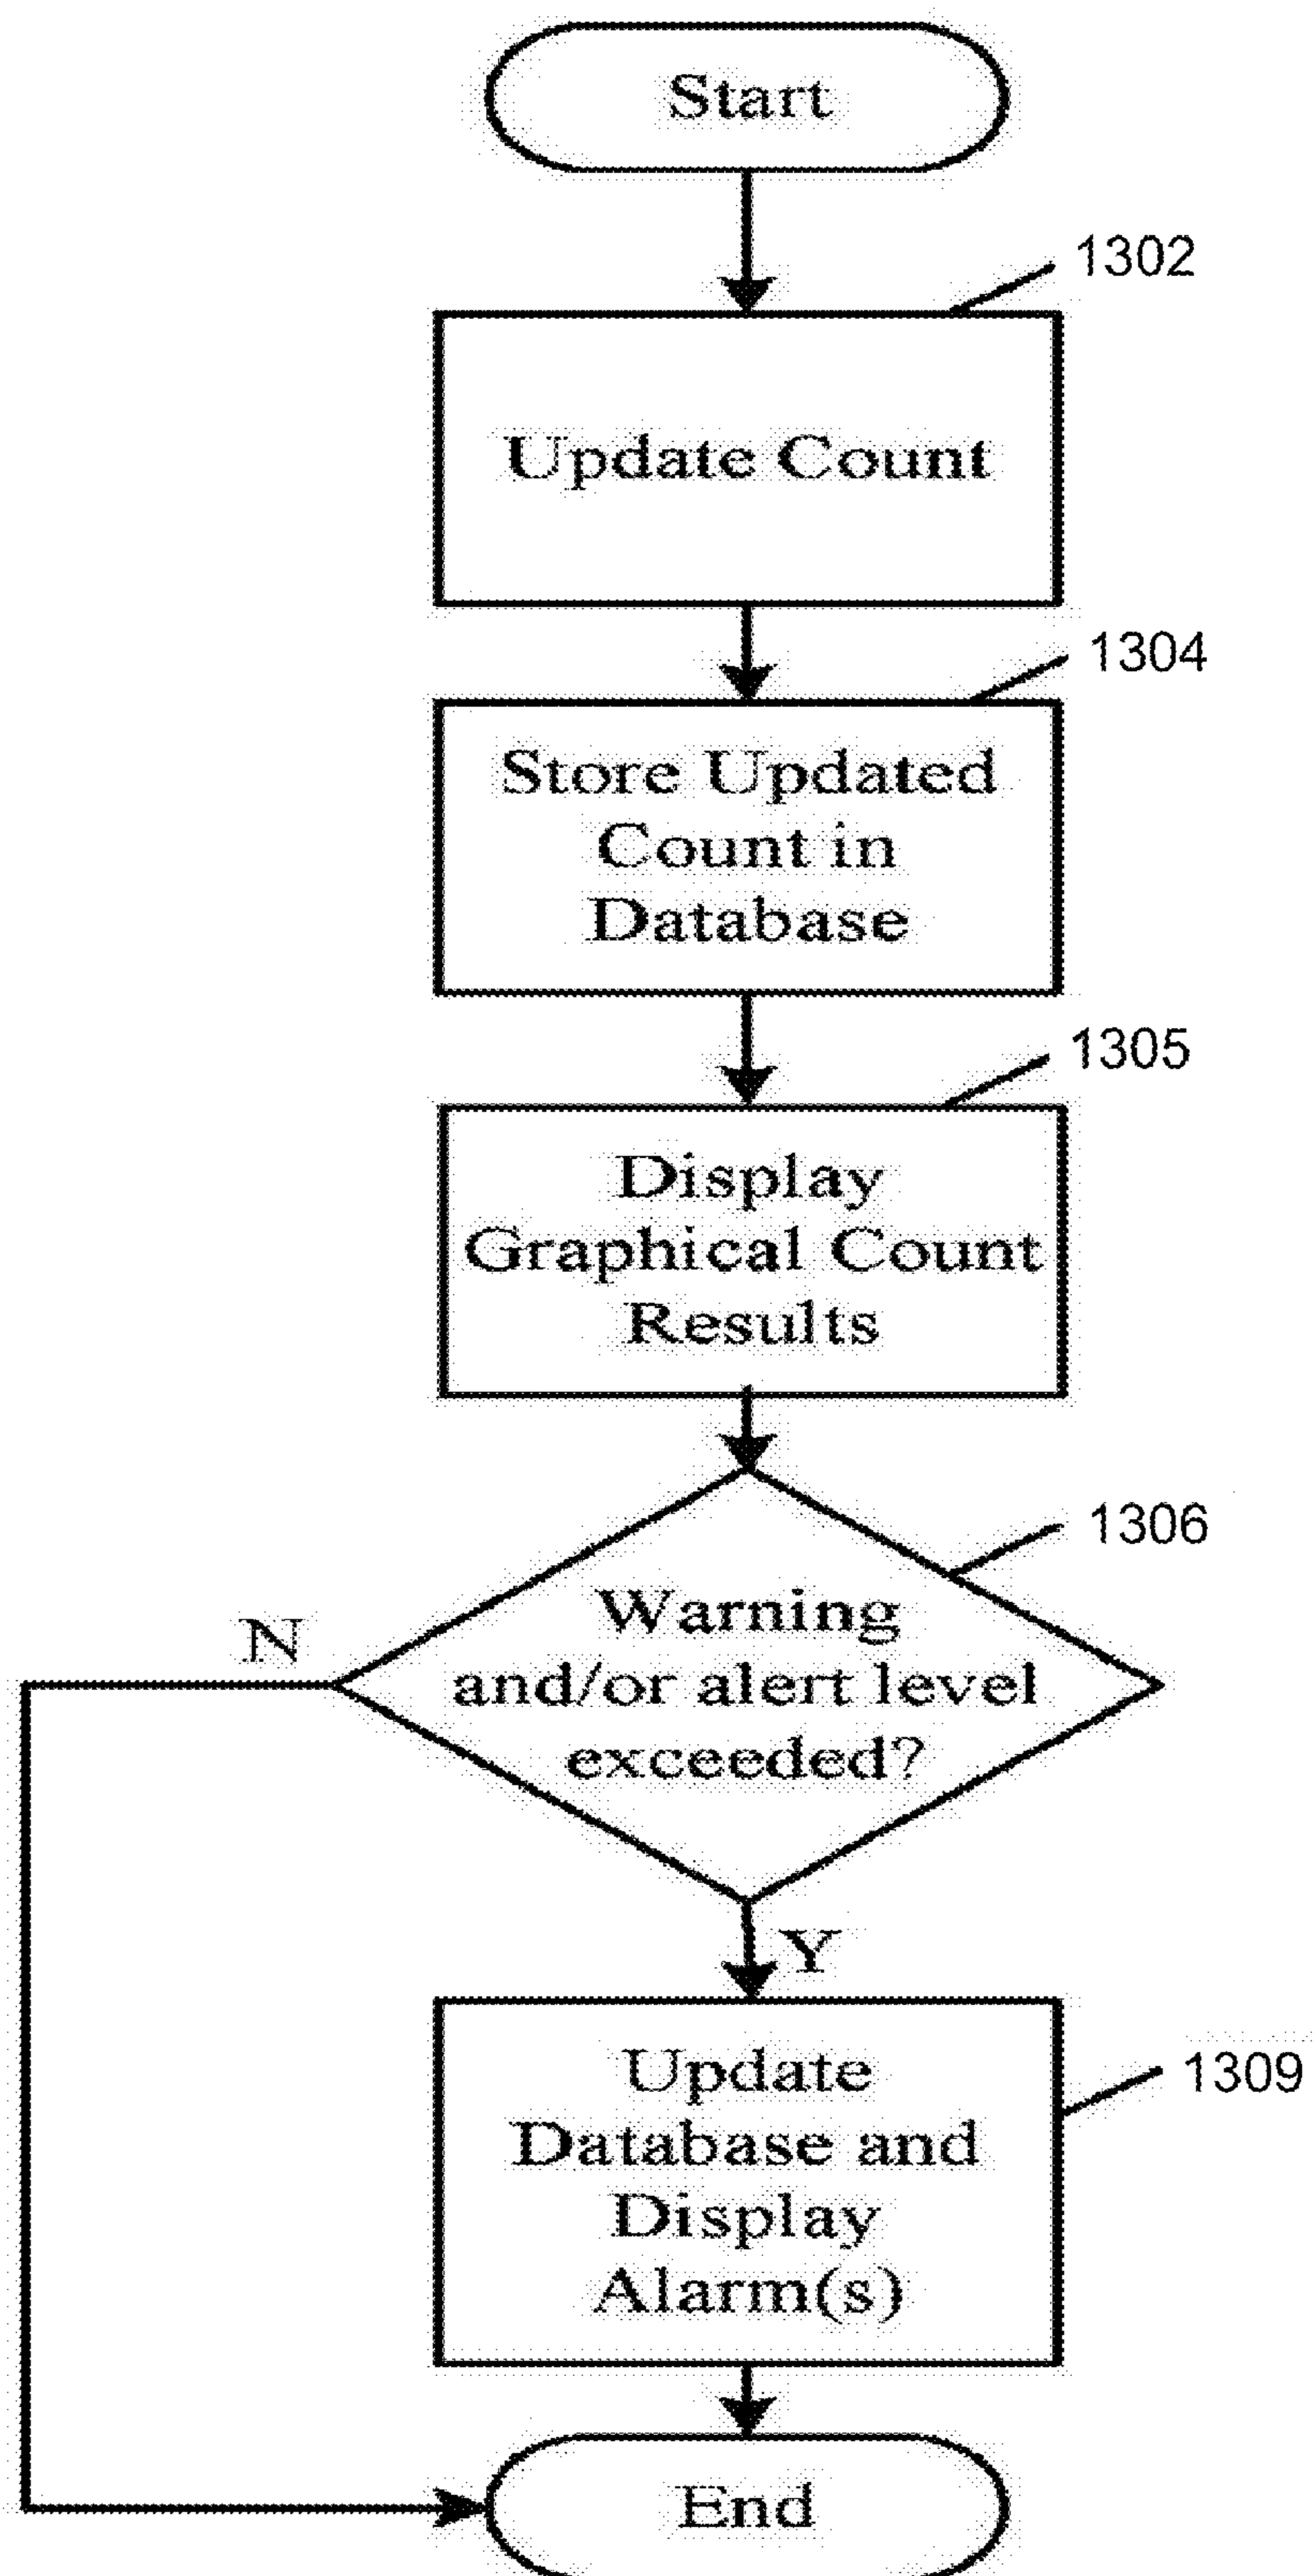 Start
1302
Update Count
1304
Store Updated
Count in
Database
1305
Display
Graphical Count
Results
1306
Warning
and/or alert level
exceeded?
N
Y
1309
Update
Database and
Display
Alarm(s)
End